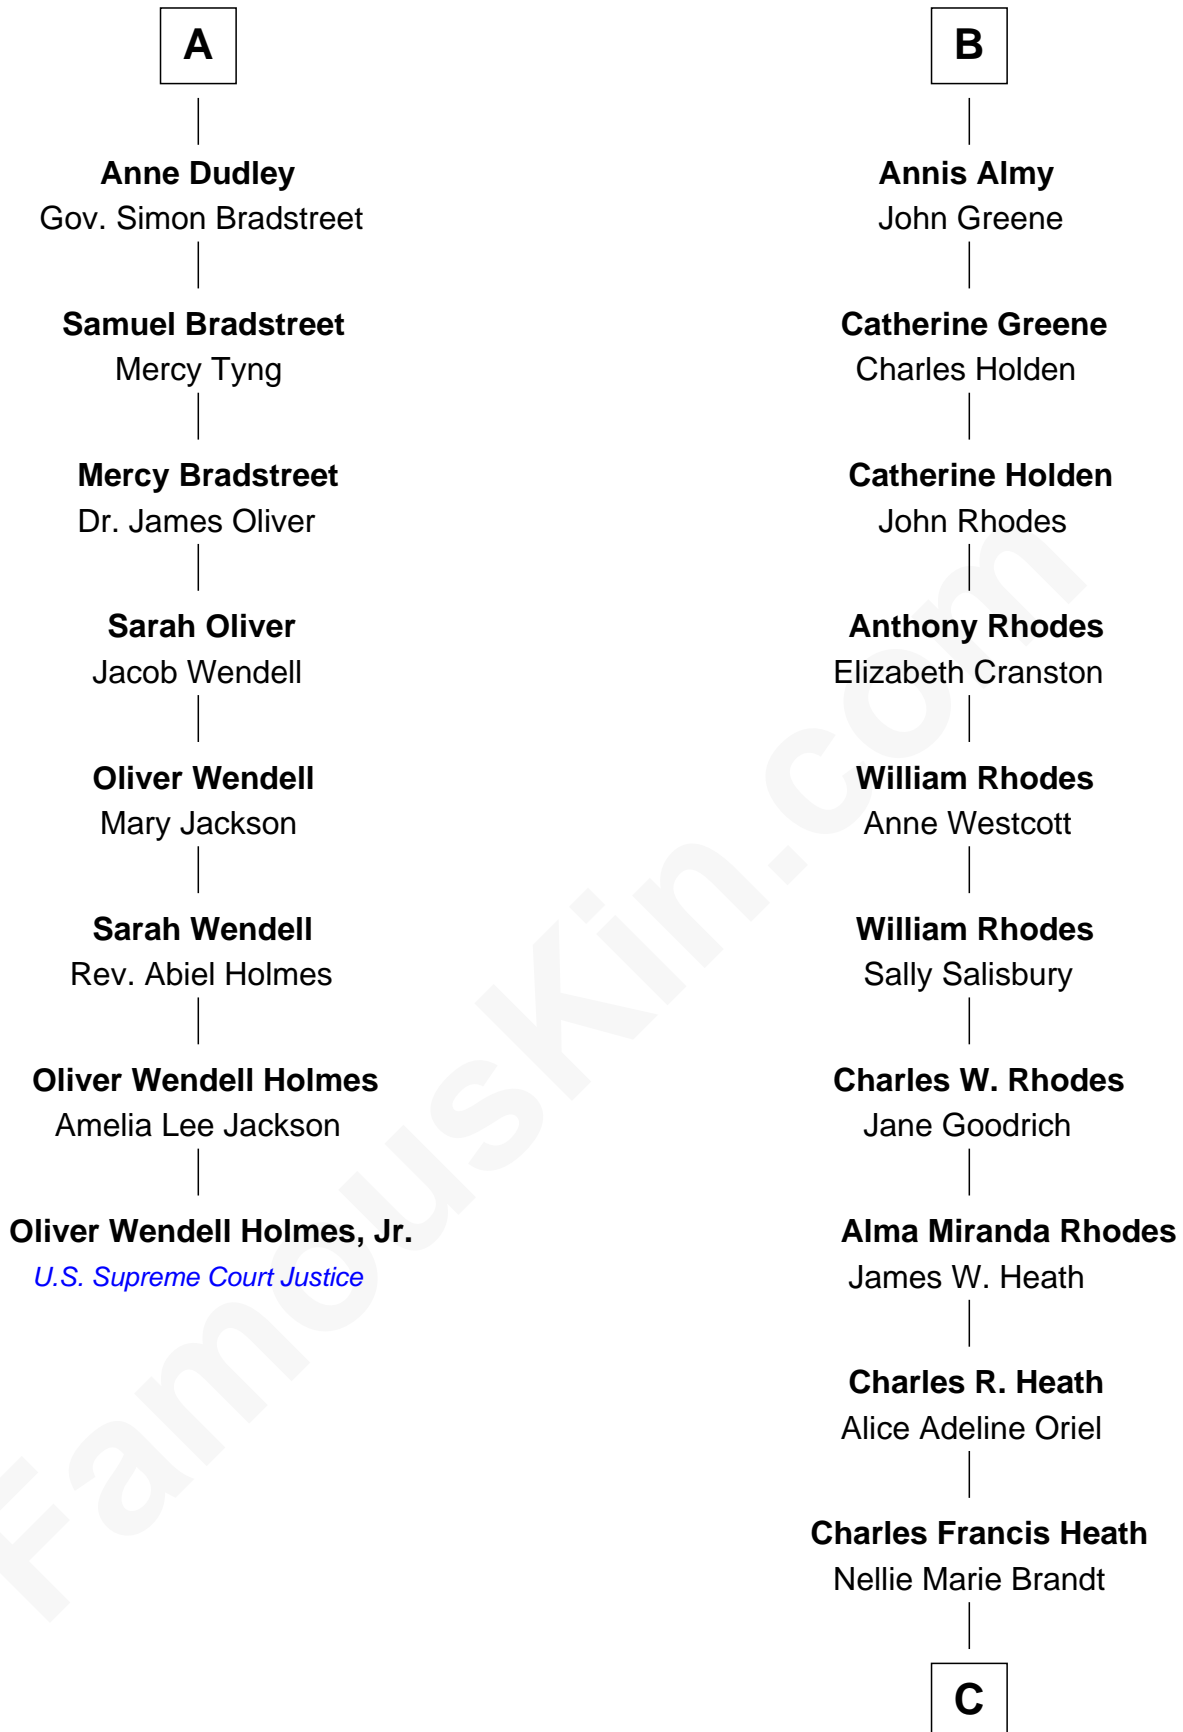 A
Anne Dudley
Gov. Simon Bradstreet
Samuel Bradstreet
Mercy Tyng
Mercy Bradstreet
Dr. James Oliver
Sarah Oliver
Jacob Wendell
Oliver Wendell
Mary Jackson
Sarah Wendell
Rev. Abiel Holmes
Oliver Wendell Holmes
Amelia Lee Jackson
Oliver Wendell Holmes, Jr.
U.S. Supreme Court Justice
B
Annis Almy
John Greene
Catherine Greene
Charles Holden
Catherine Holden
John Rhodes
Anthony Rhodes
Elizabeth Cranston
William Rhodes
Anne Westcott
William Rhodes
Sally Salisbury
Charles W. Rhodes
Jane Goodrich
Alma Miranda Rhodes
James W. Heath
Charles R. Heath
Alice Adeline Oriel
Charles Francis Heath
Nellie Marie Brandt
C
FamousKin.com